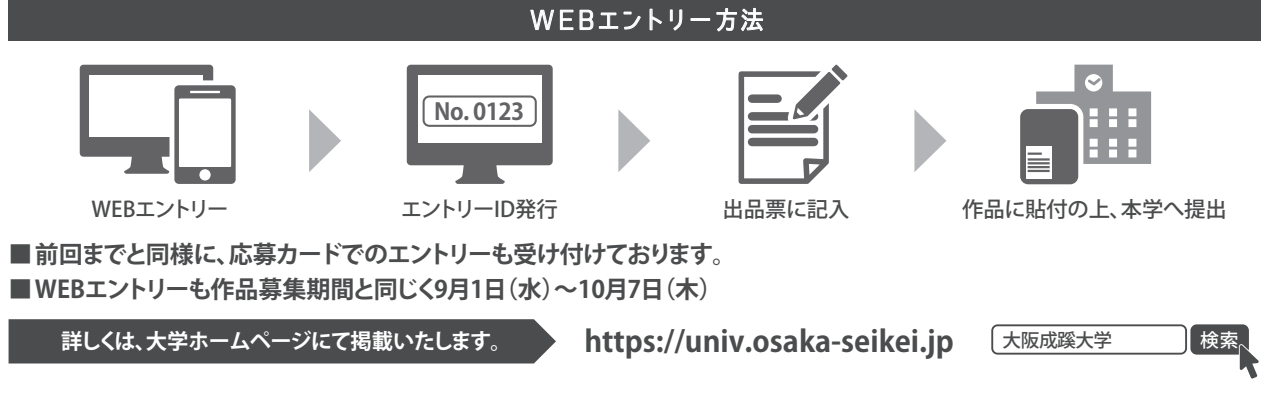 WEBエントリー方法
No. 0123
WEBエントリー
エントリーID発行
出品票に記入
作品に貼付の上、本学へ提出
■前回までと同様に、応募カードでのエントリーも受け付けております。
■WEBエントリーも作品募集期間と同じく9月1日（水）～10月7日（木）
詳しくは、大学ホームページにて掲載いたします。
https://univ.osaka-seikei.jp
大阪成蹊大学
検索